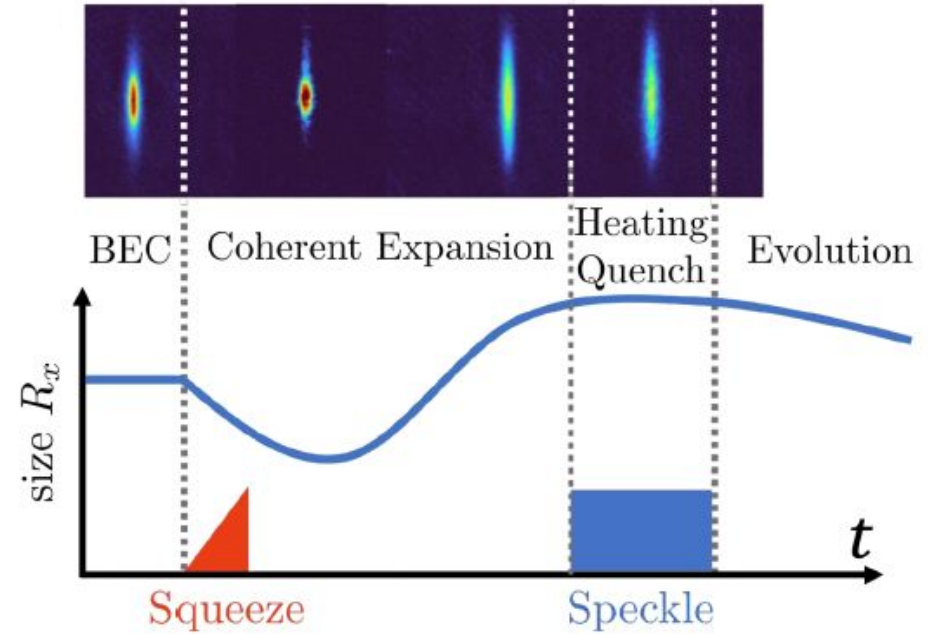 BEC
Coherent Expansion
Heating
Quench
Evolution
size Rₓ
t
Squeeze
Speckle